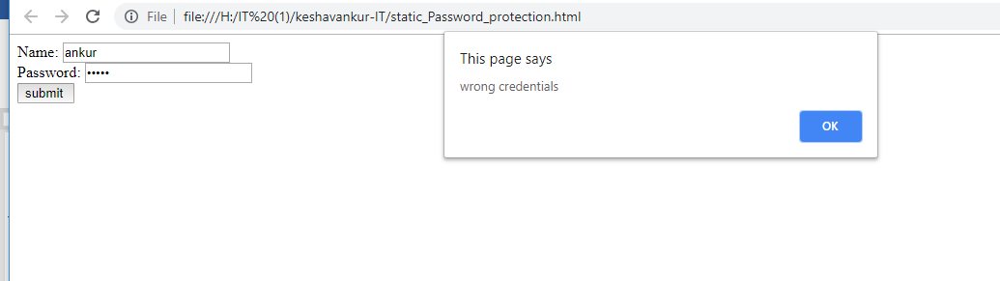 File file:///H:/IT%20(1)/keshavankur-IT/static_Password_protection.html
This page says
wrong credentials
OK
Name: ankur
Password: •••••
submit